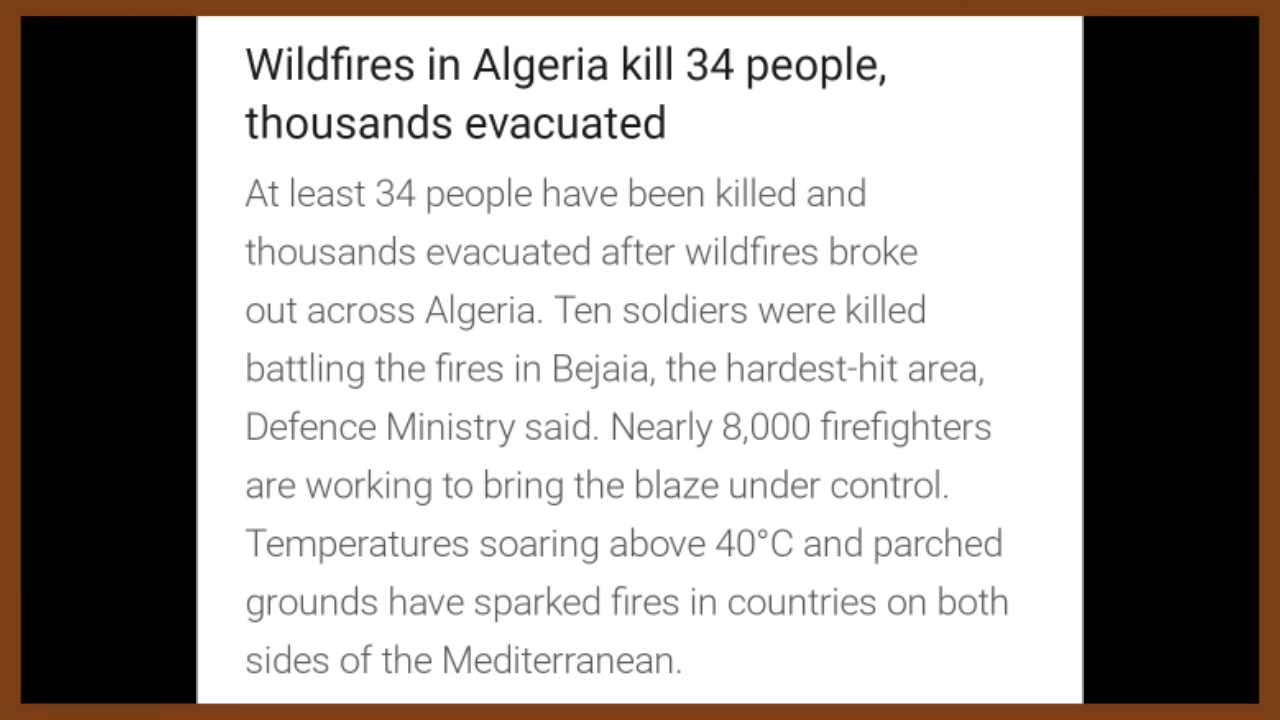 Wildfires in Algeria kill 34 people,
thousands evacuated
At least 34 people have been killed and
thousands evacuated after wildfires broke
out across Algeria. Ten soldiers were killed
battling the fires in Bejaia, the hardest-hit area,
Defence Ministry said. Nearly 8,000 firefighters
are working to bring the blaze under control.
Temperatures soaring above 40°C and parched
grounds have sparked fires in countries on both
sides of the Mediterranean.